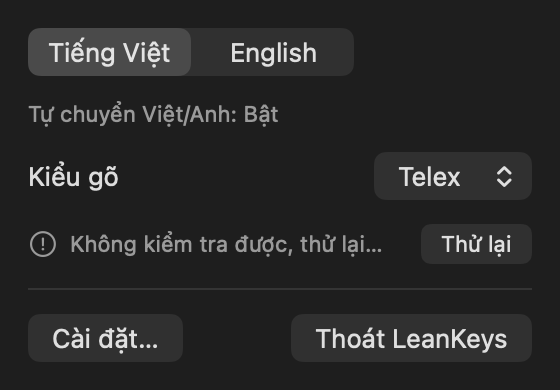 Tiếng Việt English
Tự chuyển Việt/Anh: Bật
Kiểu gõ Telex
Không kiểm tra được, thử lại... Thử lại
Cài đặt... Thoát LeanKeys